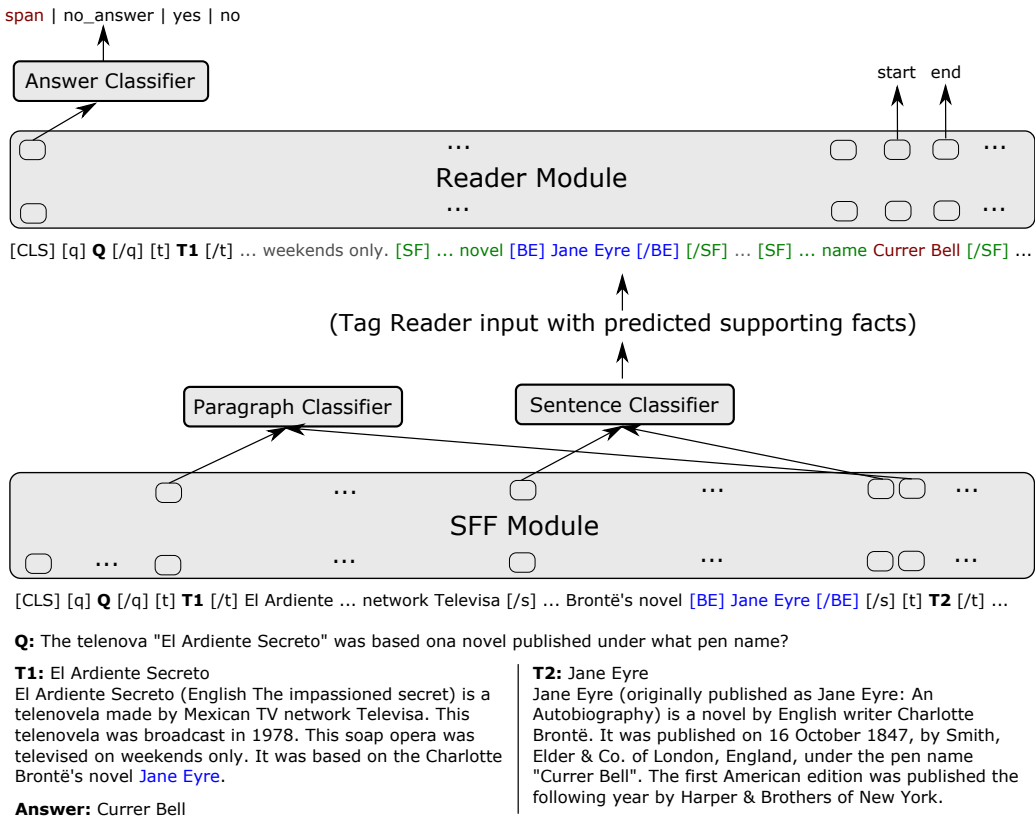 span | no_answer | yes | no
Answer Classifier
start end
...
...
Reader Module
...
...
[CLS] [q] Q [/q] [t] T1 [/t] ... weekends only. [SF] ... novel [BE] Jane Eyre [/BE] [/SF] ... [SF] ... name Currer Bell [/SF] ...
(Tag Reader input with predicted supporting facts)
Paragraph Classifier
Sentence Classifier
... ... ...
SFF Module
... ... ... ...
[CLS] [q] Q [/q] [t] T1 [/t] El Ardiente ... network Televisa [/s] ... Brontë's novel [BE] Jane Eyre [/BE] [/s] [t] T2 [/t] ...
Q: The telenova "El Ardiente Secreto" was based ona novel published under what pen name?
T1: El Ardiente Secreto
El Ardiente Secreto (English The impassioned secret) is a
telenovela made by Mexican TV network Televisa. This
telenovela was broadcast in 1978. This soap opera was
televised on weekends only. It was based on the Charlotte
Brontë's novel Jane Eyre.
Answer: Currer Bell
T2: Jane Eyre
Jane Eyre (originally published as Jane Eyre: An
Autobiography) is a novel by English writer Charlotte
Brontë. It was published on 16 October 1847, by Smith,
Elder & Co. of London, England, under the pen name
"Currer Bell". The first American edition was published the
following year by Harper & Brothers of New York.